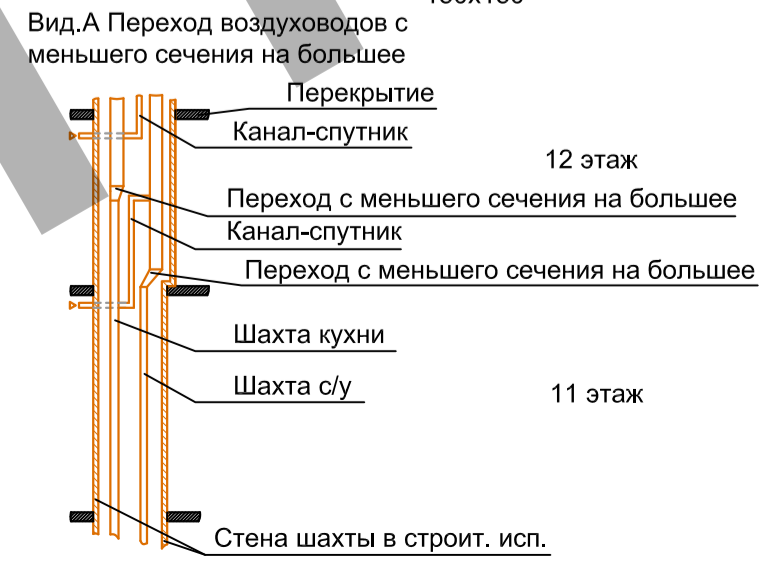 Вид.А Переход воздуховодов с
меньшего сечения на большее
Перекрытие
Канал-спутник
12 этаж
Переход с меньшего сечения на большее
Канал-спутник
Переход с меньшего сечения на большее
Шахта кухни
Шахта с/у
11 этаж
Стена шахты в строит. исп.